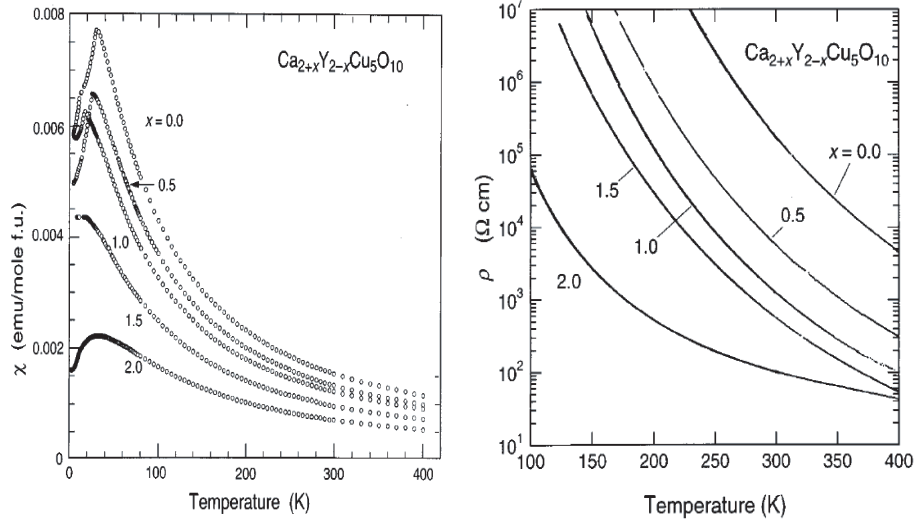 χ (emu/mole f.u.)
0.008
0.006
0.004
0.002
0
Ca2+xY2−xCu5O10
x = 0.0
0.5
1.0
1.5
2.0
0 100 200 300 400
Temperature (K)
ρ (Ω cm)
10^7
10^6
10^5
10^4
10^3
10^2
10^1
Ca2+xY2−xCu5O10
x = 0.0
0.5
1.5
1.0
2.0
100 150 200 250 300 350 400
Temperature (K)